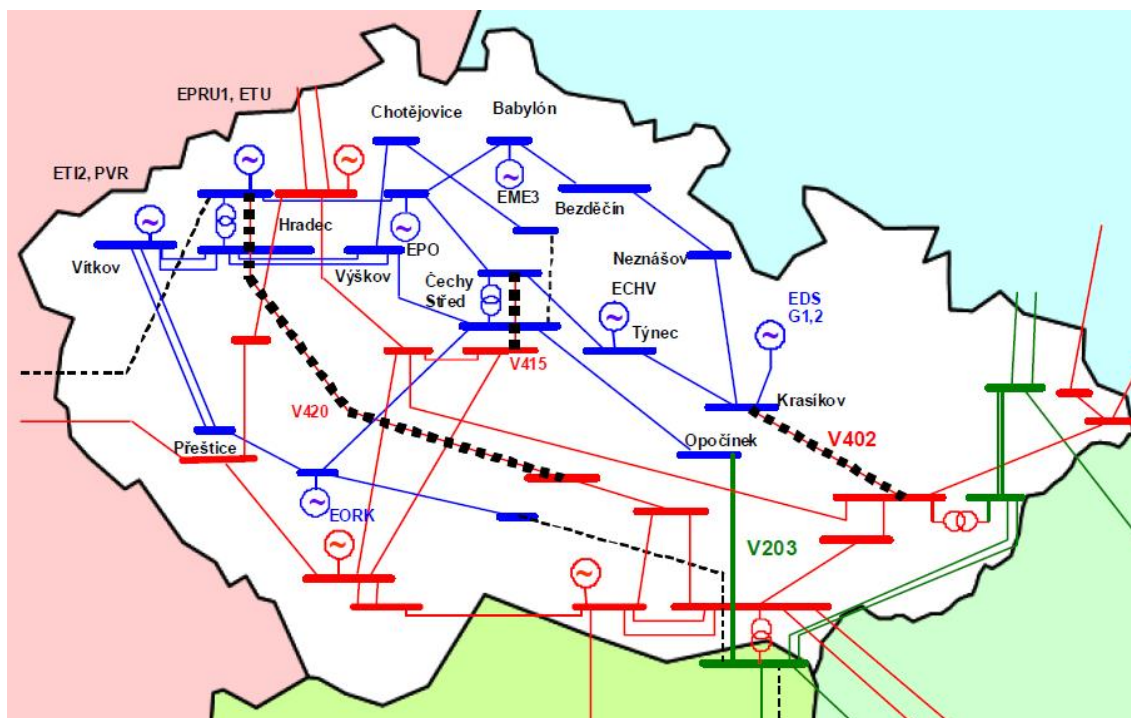 EPRU1, ETU
Chotějovice
Babylón
ETI2, PVR
EME3
Bezděčín
Hradec
EPO
Vítkov
Výškov
Čechy
Střed
Neznášov
ECHV
EDS
G1,2
Týnec
V415
Krasíkov
V420
V402
Přeštice
Opočínek
EORK
V203